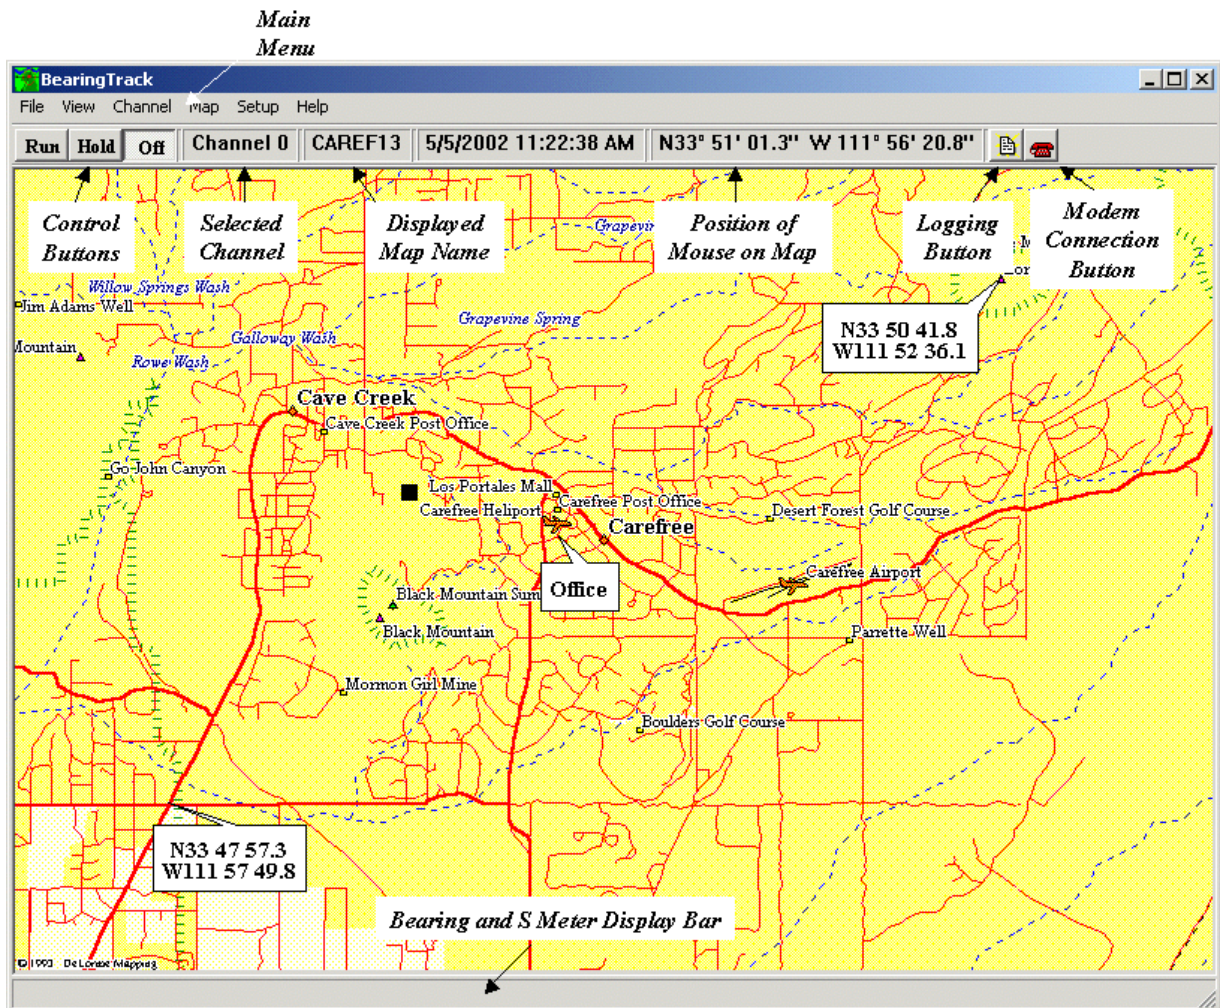 Main
Menu
BearingTrack
File View Channel Map Setup Help
Run Hold Off Channel 0 CAREF13 5/5/2002 11:22:38 AM N33° 51' 01.3" W 111° 56' 20.8"
Control
Buttons
Selected
Channel
Displayed
Map Name
Position of
Mouse on Map
Logging
Button
Modem
Connection
Button
Willow Springs Wash
Jim Adams Well
Grapevine Spring
Galloway Wash
Mountain
Rowe Wash
N33 50 41.8
W111 52 36.1
Cave Creek
Cave Creek Post Office
Go John Canyon
Los Portales Mall
Carefree Post Office
Carefree Heliport
Desert Forest Golf Course
Carefree
Carefree Airport
Office
Black Mountain Sum
Black Mountain
Parrette Well
Mormon Girl Mine
Boulders Golf Course
N33 47 57.3
W111 57 49.8
Bearing and S Meter Display Bar
© 1993 DeLorme Mapping